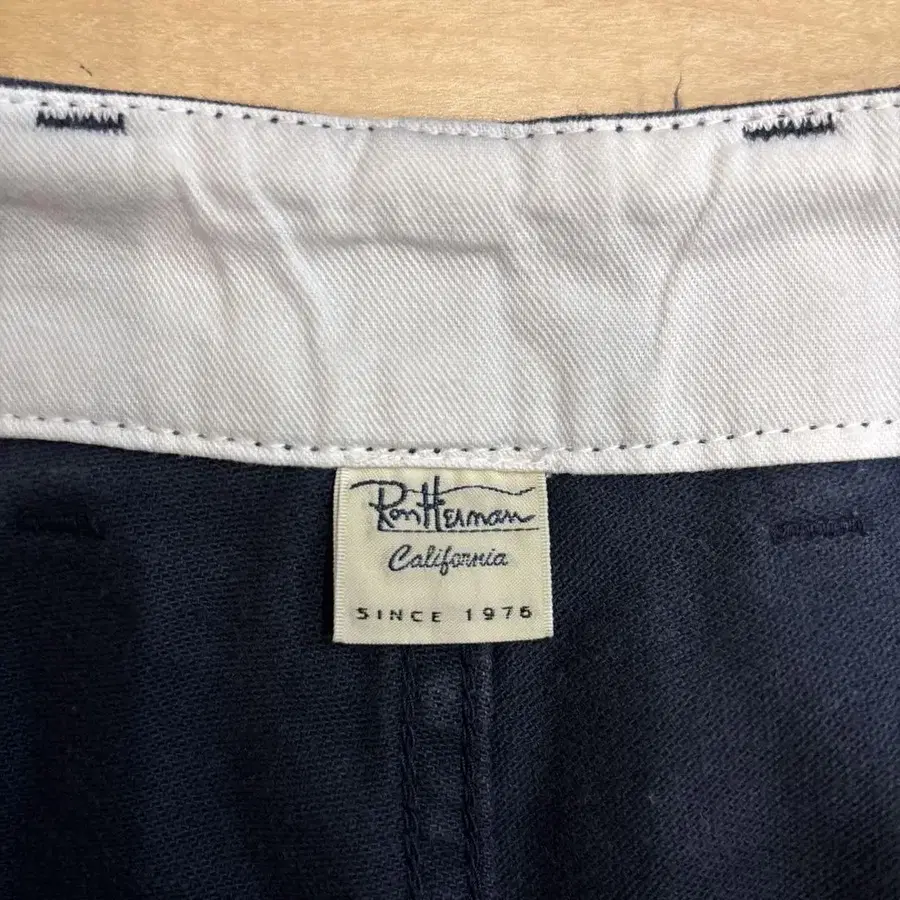 Ron Herman
California
SINCE 1976